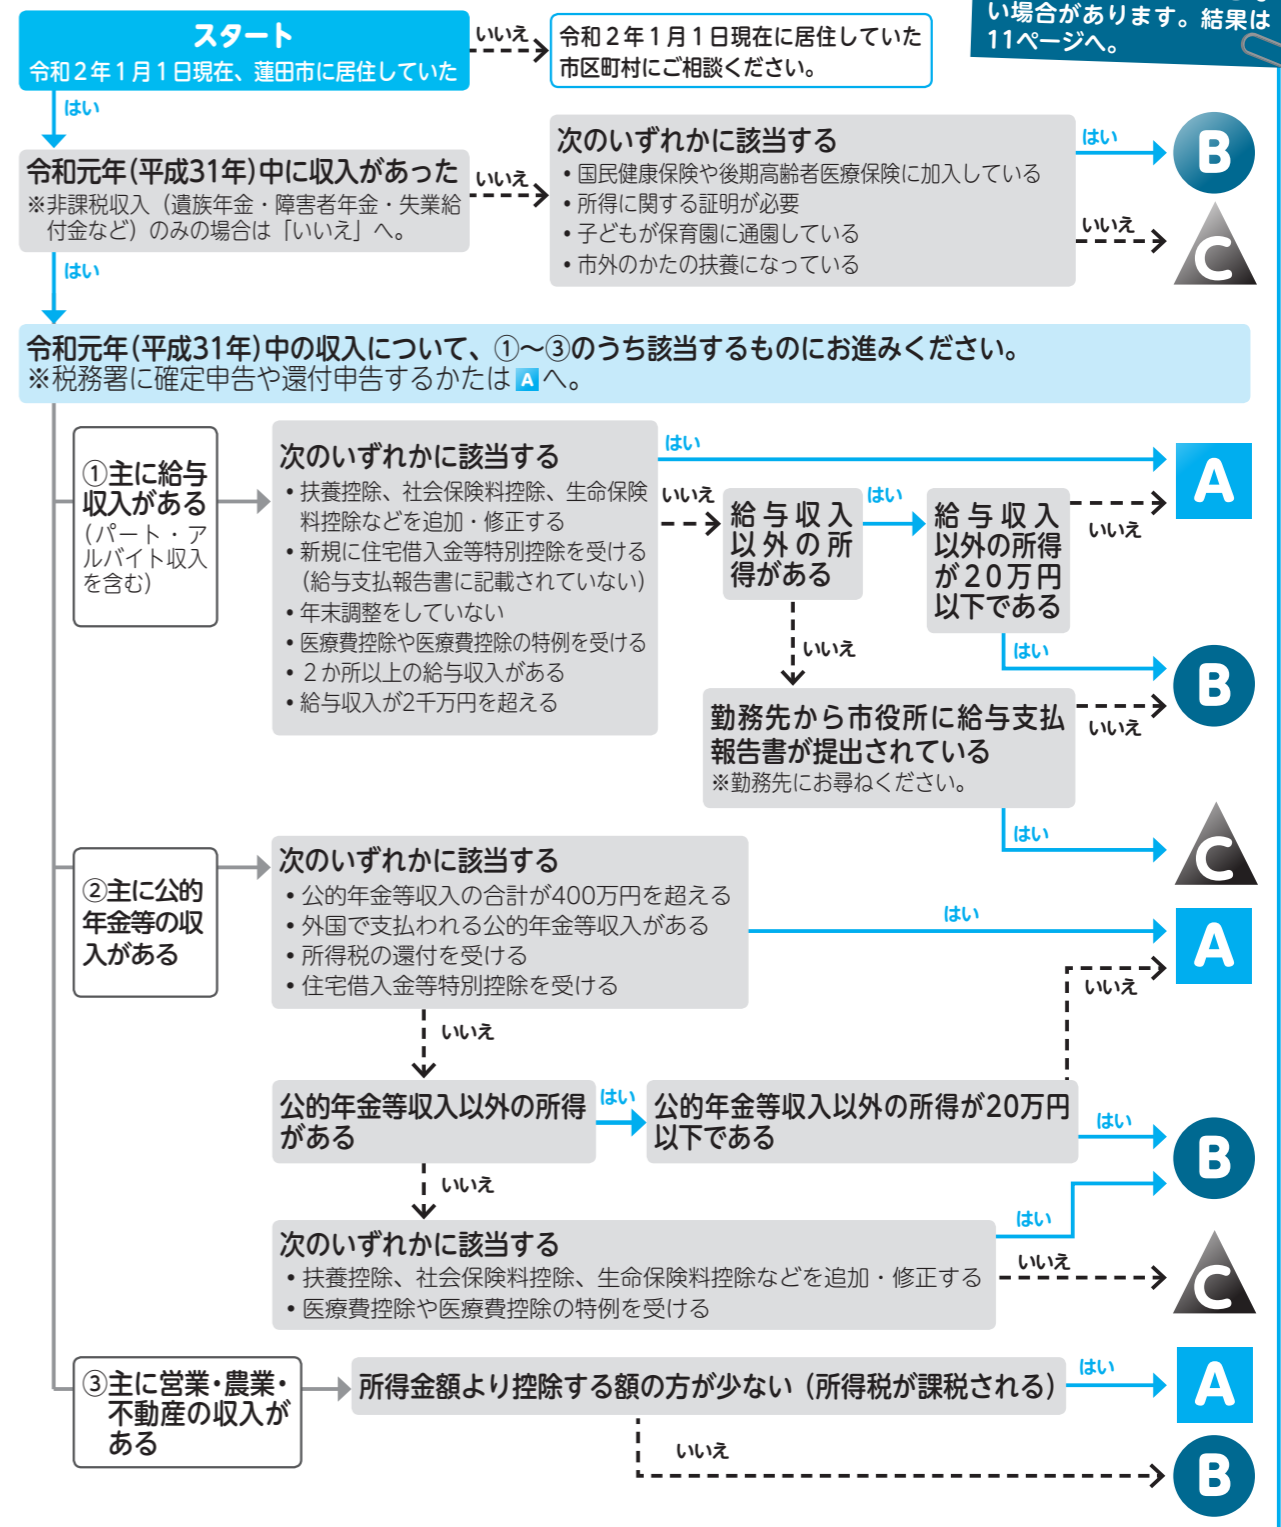 い場合があります。結果は
11ページへ。
スタート
令和２年１月１日現在、蓮田市に居住していた
いいえ
令和２年１月１日現在に居住していた
市区町村にご相談ください。
はい
令和元年(平成31年)中に収入があった
※非課税収入（遺族年金・障害者年金・失業給
付金など）のみの場合は「いいえ」へ。
いいえ
次のいずれかに該当する
・国民健康保険や後期高齢者医療保険に加入している
・所得に関する証明が必要
・子どもが保育園に通園している
・市外のかたの扶養になっている
はい
B
いいえ
C
はい
令和元年(平成31年)中の収入について、①～③のうち該当するものにお進みください。
※税務署に確定申告や還付申告するかたは A へ。
①主に給与
収入がある
(パート・ア
ルバイト収入
を含む)
次のいずれかに該当する
・扶養控除、社会保険料控除、生命保険
料控除などを追加・修正する
・新規に住宅借入金等特別控除を受ける
(給与支払報告書に記載されていない)
・年末調整をしていない
・医療費控除や医療費控除の特例を受ける
・２か所以上の給与収入がある
・給与収入が2千万円を超える
はい
A
いいえ
給与収入
以外の所
得がある
はい
給与収入
以外の所得
が20万円
以下である
いいえ
はい
B
いいえ
勤務先から市役所に給与支払
報告書が提出されている
※勤務先にお尋ねください。
いいえ
はい
C
②主に公的
年金等の収
入がある
次のいずれかに該当する
・公的年金等収入の合計が400万円を超える
・外国で支払われる公的年金等収入がある
・所得税の還付を受ける
・住宅借入金等特別控除を受ける
はい
A
いいえ
いいえ
公的年金等収入以外の所得
がある
はい
公的年金等収入以外の所得が20万円
以下である
はい
B
いいえ
次のいずれかに該当する
・扶養控除、社会保険料控除、生命保険料控除などを追加・修正する
・医療費控除や医療費控除の特例を受ける
はい
いいえ
C
③主に営業・農業・
不動産の収入が
ある
所得金額より控除する額の方が少ない（所得税が課税される）
はい
A
いいえ
B